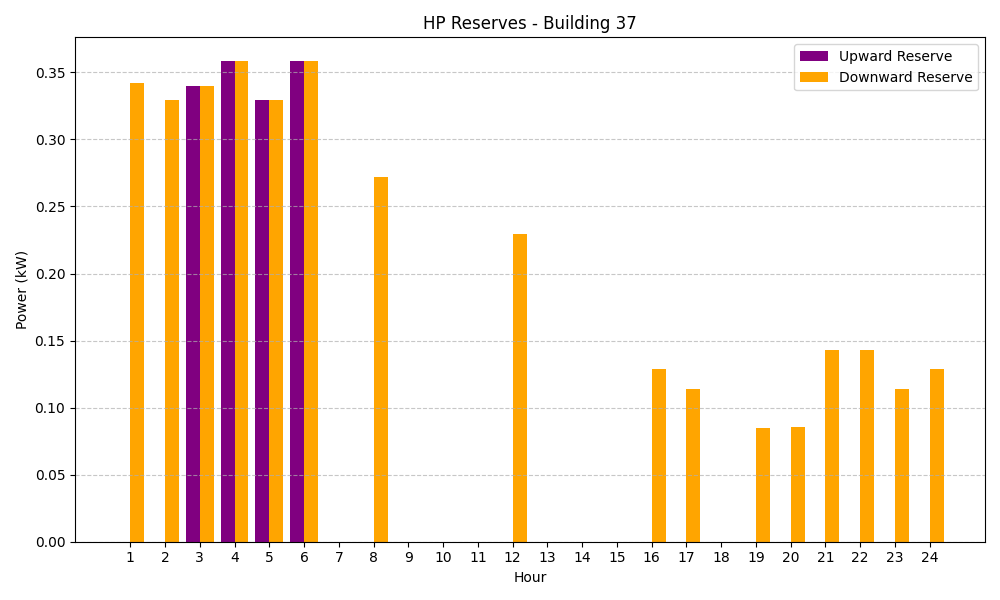 HP Reserves - Building 37
Upward Reserve
Downward Reserve
Power (kW)
0.35
0.30
0.25
0.20
0.15
0.10
0.05
0.00
1 2 3 4 5 6 7 8 9 10 11 12 13 14 15 16 17 18 19 20 21 22 23 24
Hour